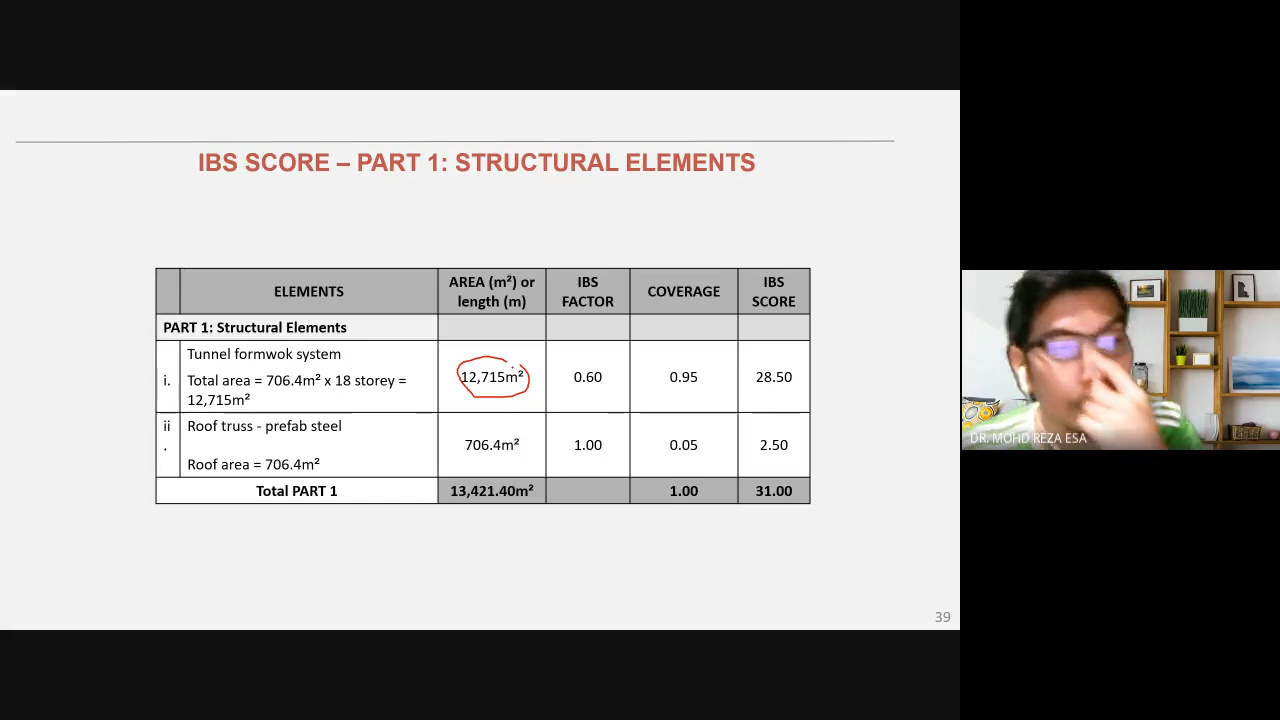 IBS SCORE – PART 1: STRUCTURAL ELEMENTS
ELEMENTS
AREA (m²) or
length (m)
IBS
FACTOR
COVERAGE
IBS
SCORE
PART 1: Structural Elements
i.
Tunnel formwok system
Total area = 706.4m² x 18 storey =
12,715m²
12,715m²
0.60
0.95
28.50
ii
.
Roof truss - prefab steel
Roof area = 706.4m²
706.4m²
1.00
0.05
2.50
Total PART 1
13,421.40m²
1.00
31.00
39
DR. MOHD REZA ESA